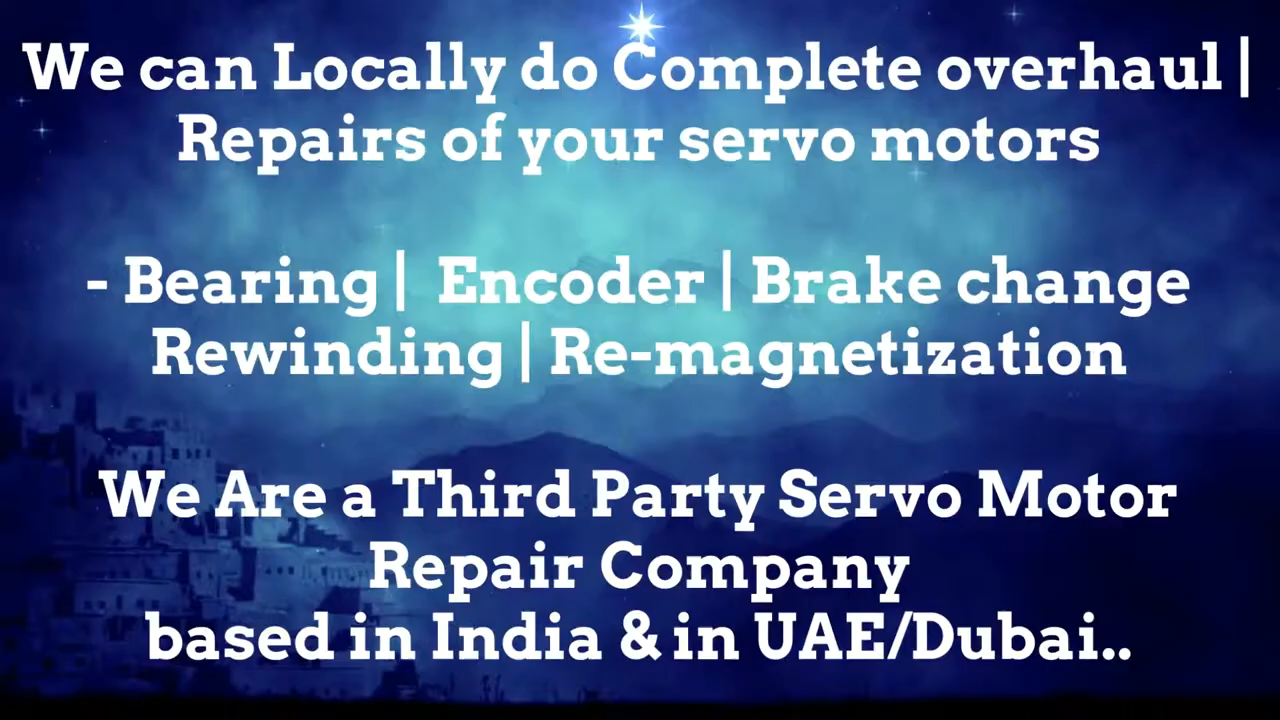 We can Locally do Complete overhaul |
Repairs of your servo motors
- Bearing | Encoder | Brake change
Rewinding | Re-magnetization
We Are a Third Party Servo Motor
Repair Company
based in India & in UAE/Dubai..